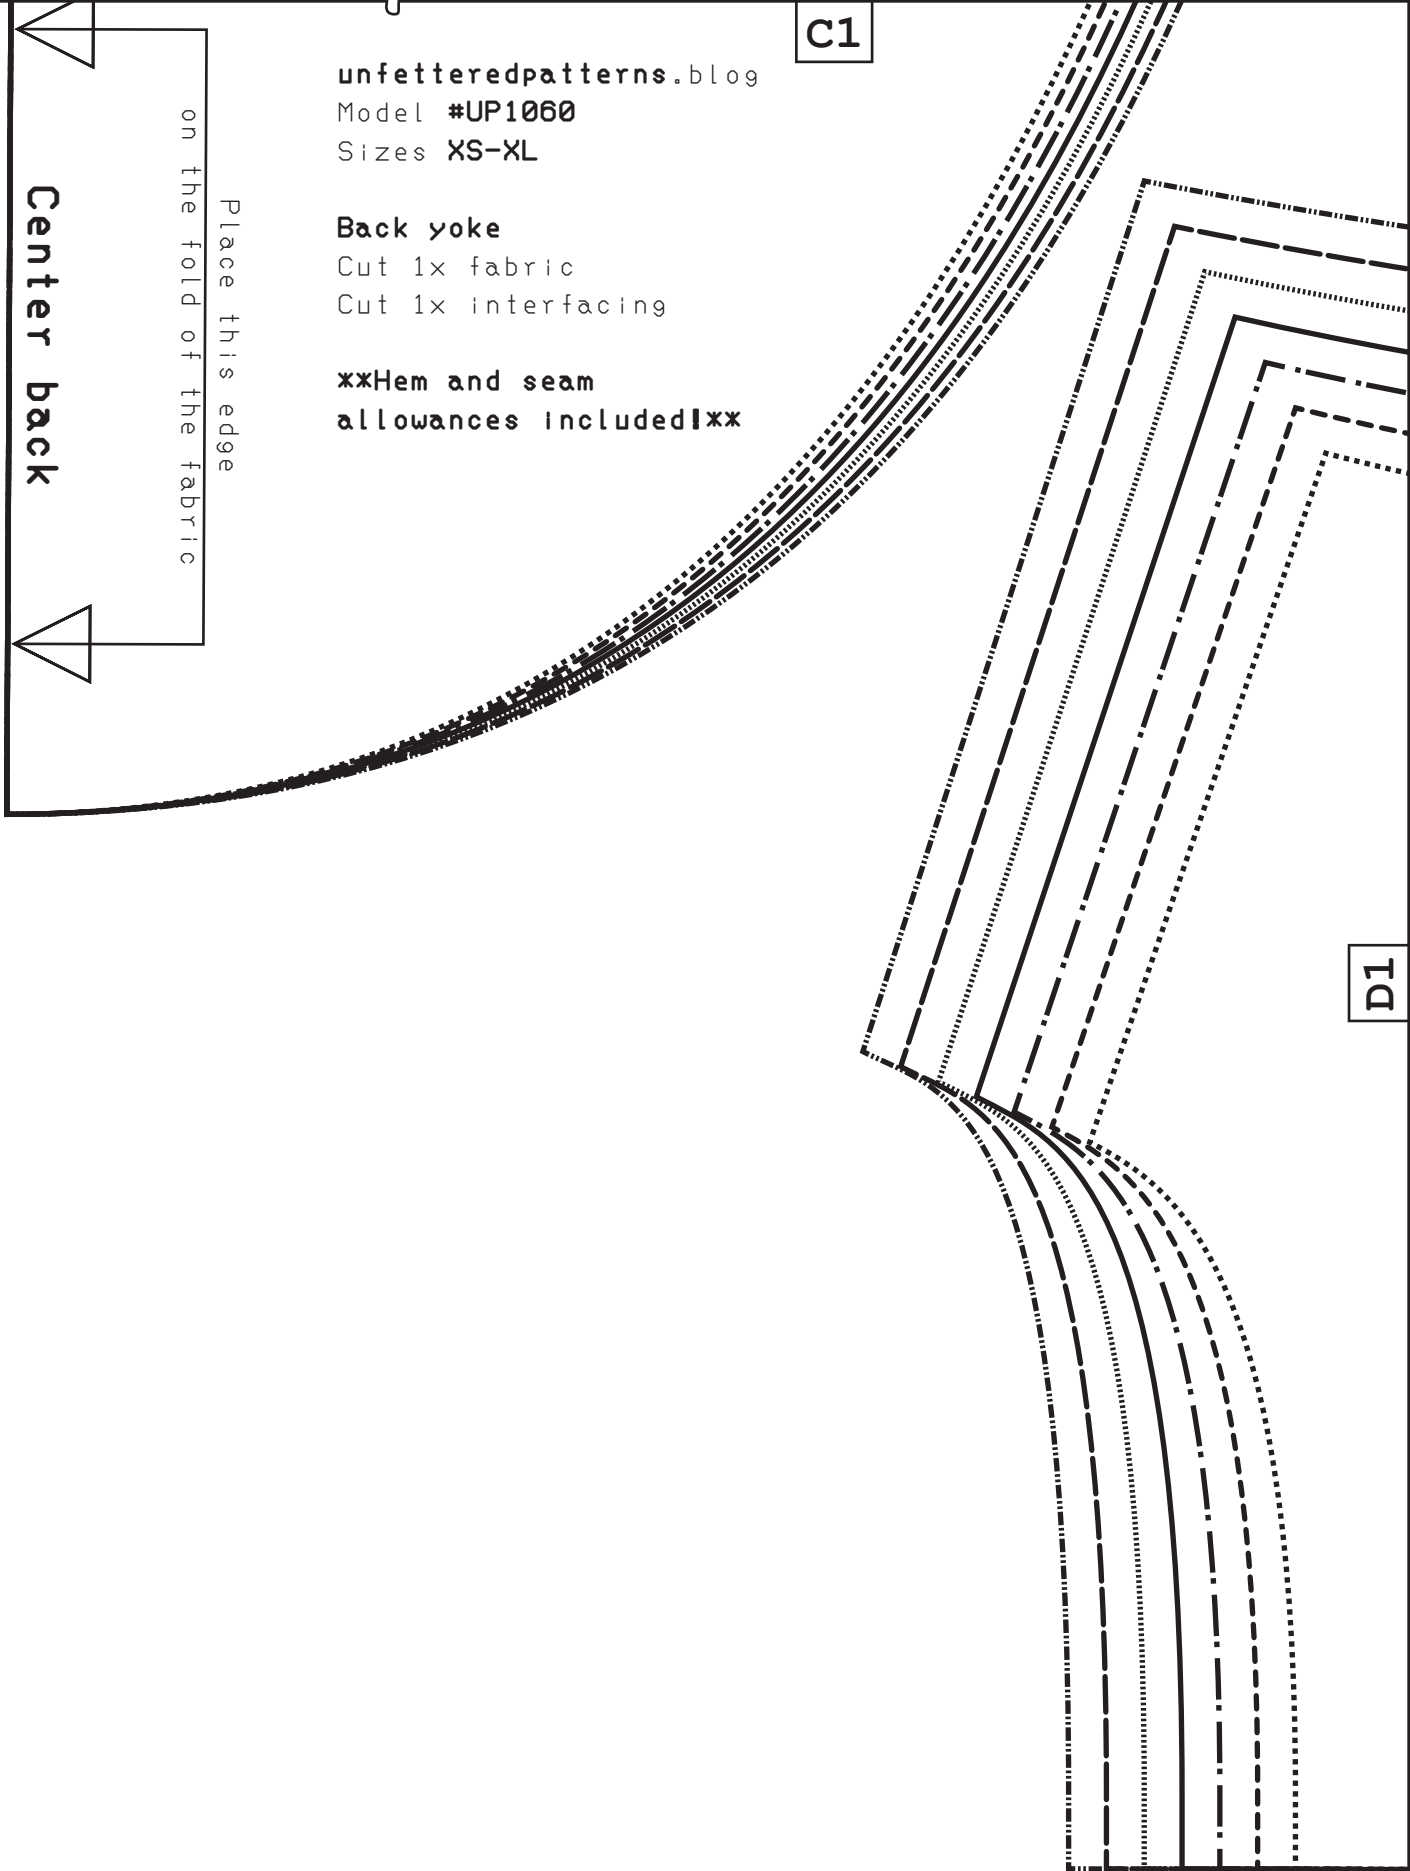 C1
unfetteredpatterns.blog
Model #UP1060
Sizes XS-XL
Back yoke
Cut 1x fabric
Cut 1x interfacing
**Hem and seam
allowances included!**
Place this edge
on the fold of the fabric
Center back
D1